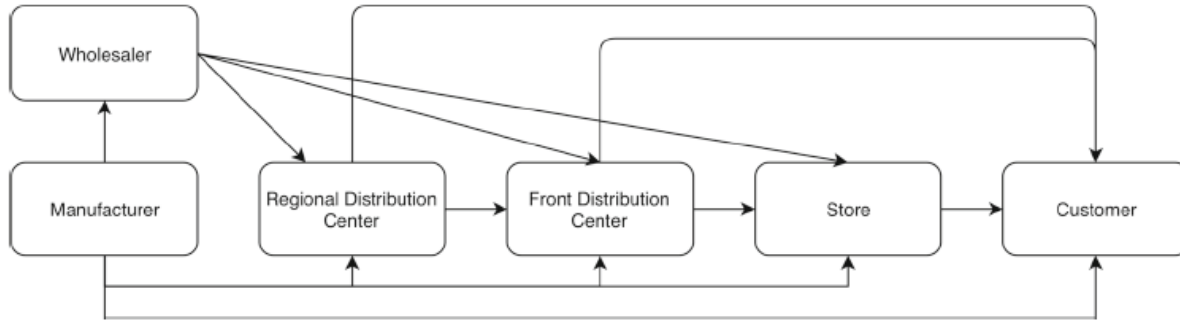 Wholesaler
Manufacturer
Regional Distribution
Center
Front Distribution
Center
Store
Customer